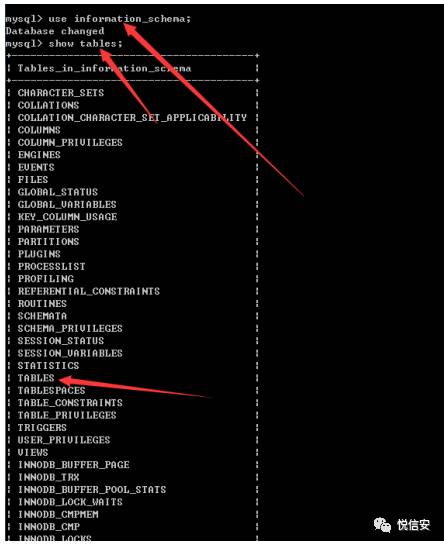 mysql> use information_schema;
Database changed
mysql> show tables;
Tables_in_information_schema
CHARACTER_SETS
COLLATIONS
COLLATION_CHARACTER_SET_APPLICABILITY
COLUMNS
COLUMN_PRIVILEGES
ENGINES
EVENTS
FILES
GLOBAL_STATUS
GLOBAL_VARIABLES
KEY_COLUMN_USAGE
PARAMETERS
PARTITIONS
PLUGINS
PROCESSLIST
PROFILING
REFERENTIAL_CONSTRAINTS
ROUTINES
SCHEMATA
SCHEMA_PRIVILEGES
SESSION_STATUS
SESSION_VARIABLES
STATISTICS
TABLES
TABLESPACES
TABLE_CONSTRAINTS
TABLE_PRIVILEGES
TRIGGERS
USER_PRIVILEGES
VIEWS
INNODB_BUFFER_PAGE
INNODB_TRX
INNODB_BUFFER_POOL_STATS
INNODB_LOCK_WAITS
INNODB_CMPMEM
INNODB_CMP
INNODB_LOCKS
悦信安